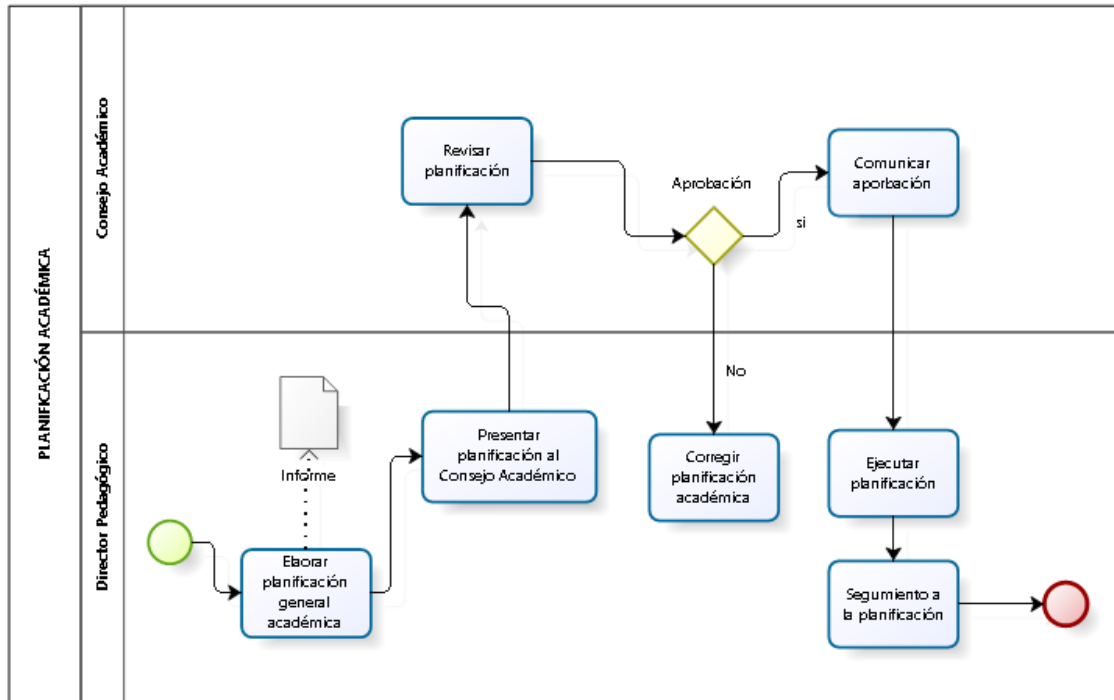 PLANIFICACIÓN ACADÉMICA
Consejo Académico
Revisar
planificación
Aprobación
si
Comunicar
aporbación
No
Director Pedagógico
Informe
Elaorar
planificación
general
académica
Presentar
planificación al
Consejo Académico
Corregir
planificación
académica
Ejecutar
planificación
Segumiento a
la planificación